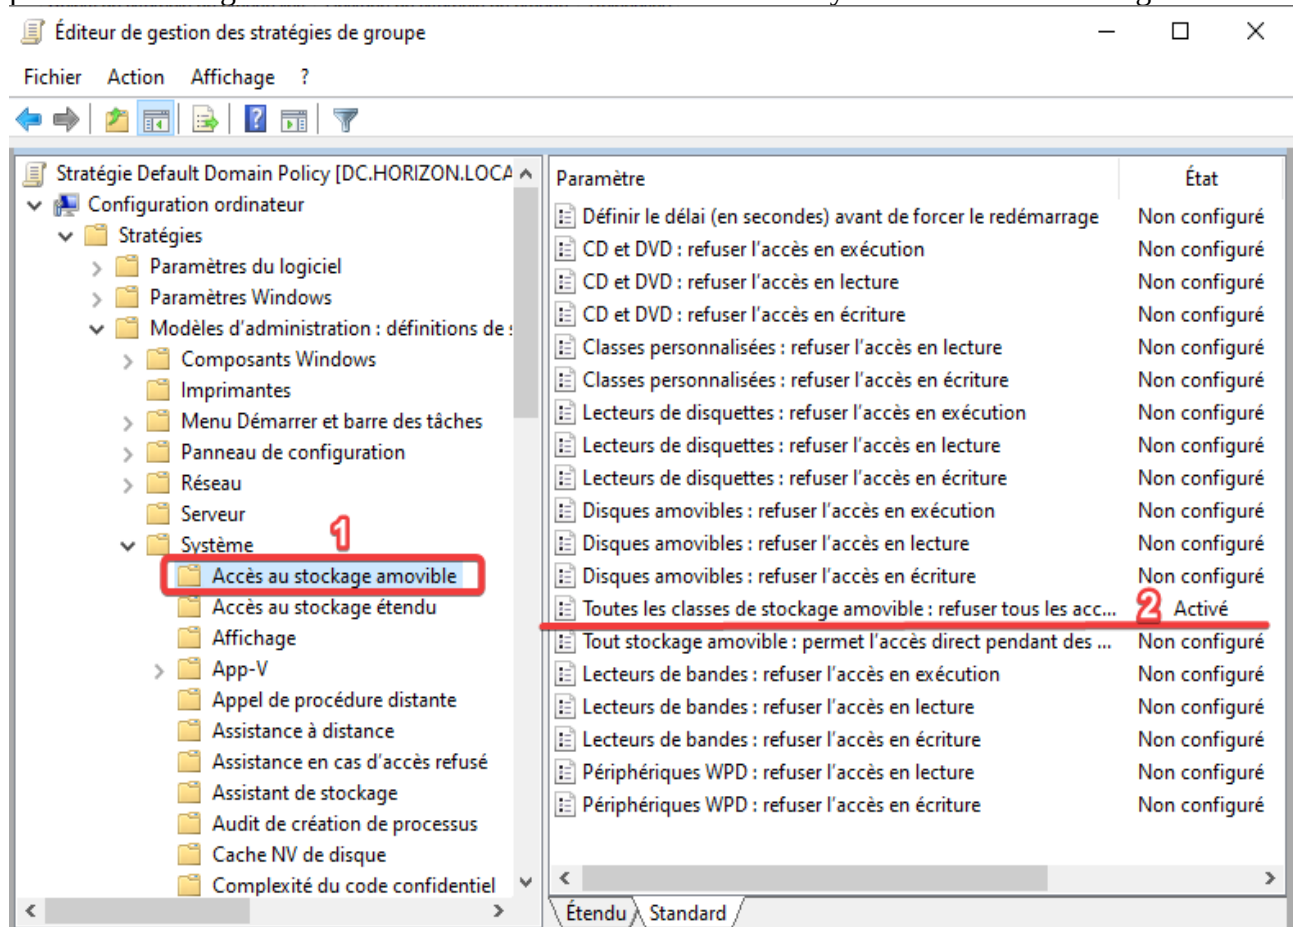 Éditeur de gestion des stratégies de groupe
Fichier Action Affichage ?
Stratégie Default Domain Policy [DC.HORIZON.LOCA
Configuration ordinateur
Stratégies
Paramètres du logiciel
Paramètres Windows
Modèles d'administration : définitions de
Composants Windows
Imprimantes
Menu Démarrer et barre des tâches
Panneau de configuration
Réseau
Serveur
Système
1
Accès au stockage amovible
Accès au stockage étendu
Affichage
App-V
Appel de procédure distante
Assistance à distance
Assistance en cas d'accès refusé
Assistant de stockage
Audit de création de processus
Cache NV de disque
Complexité du code confidentiel
Paramètre État
Définir le délai (en secondes) avant de forcer le redémarrage Non configuré
CD et DVD : refuser l'accès en exécution Non configuré
CD et DVD : refuser l'accès en lecture Non configuré
CD et DVD : refuser l'accès en écriture Non configuré
Classes personnalisées : refuser l'accès en lecture Non configuré
Classes personnalisées : refuser l'accès en écriture Non configuré
Lecteurs de disquettes : refuser l'accès en exécution Non configuré
Lecteurs de disquettes : refuser l'accès en lecture Non configuré
Lecteurs de disquettes : refuser l'accès en écriture Non configuré
Disques amovibles : refuser l'accès en exécution Non configuré
Disques amovibles : refuser l'accès en lecture Non configuré
Disques amovibles : refuser l'accès en écriture Non configuré
Toutes les classes de stockage amovible : refuser tous les acc... 2 Activé
Tout stockage amovible : permet l'accès direct pendant des ... Non configuré
Lecteurs de bandes : refuser l'accès en exécution Non configuré
Lecteurs de bandes : refuser l'accès en lecture Non configuré
Lecteurs de bandes : refuser l'accès en écriture Non configuré
Périphériques WPD : refuser l'accès en lecture Non configuré
Périphériques WPD : refuser l'accès en écriture Non configuré
Étendu Standard